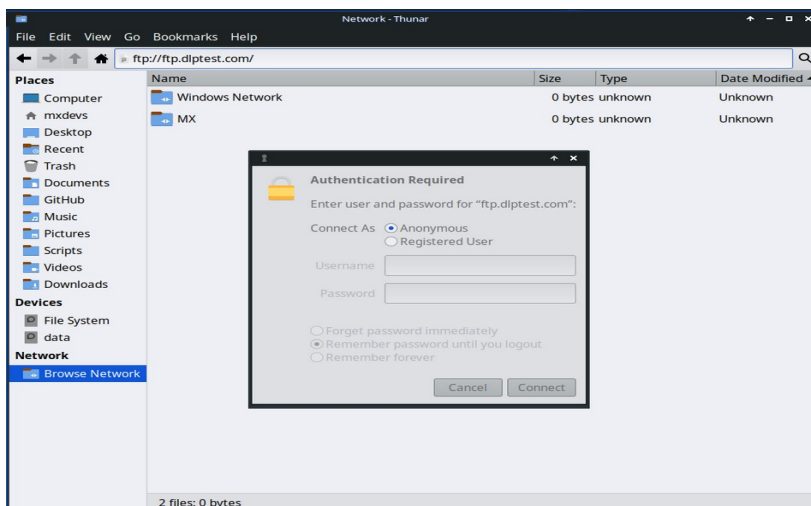 Network - Thunar
File Edit View Go Bookmarks Help
ftp://ftp.dlptest.com/
Places
Computer
mxdevs
Desktop
Recent
Trash
Documents
GitHub
Music
Pictures
Scripts
Videos
Downloads
Devices
File System
data
Network
Browse Network
Name Size Type Date Modified
Windows Network 0 bytes unknown Unknown
MX 0 bytes unknown Unknown
Authentication Required
Enter user and password for “ftp.dlptest.com”:
Connect As Anonymous
Registered User
Username
Password
Forget password immediately
Remember password until you logout
Remember forever
Cancel Connect
2 files: 0 bytes